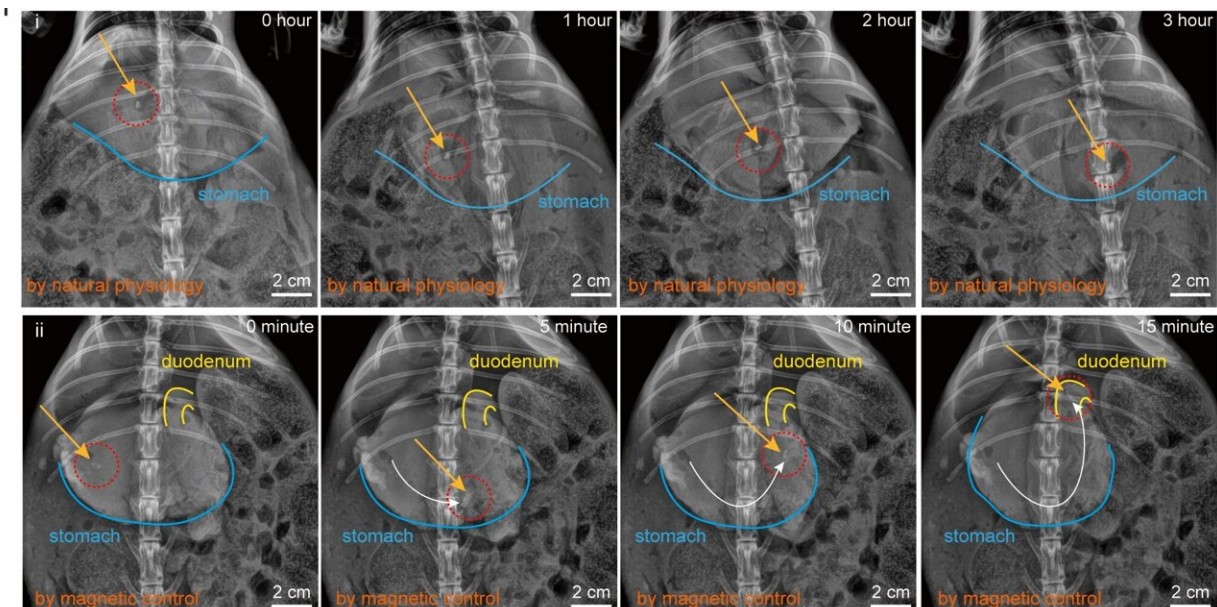 i
0 hour
1 hour
2 hour
3 hour
stomach
stomach
stomach
stomach
by natural physiology
2 cm
by natural physiology
2 cm
by natural physiology
2 cm
by natural physiology
2 cm
ii
0 minute
5 minute
10 minute
15 minute
duodenum
duodenum
duodenum
duodenum
stomach
stomach
stomach
stomach
by magnetic control
2 cm
by magnetic control
2 cm
by magnetic control
2 cm
by magnetic control
2 cm